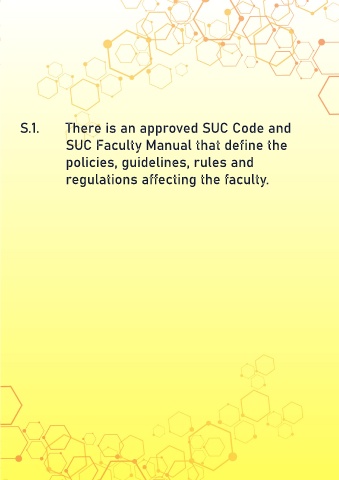 S.1. There is an approved SUC Code and
SUC Faculty Manual that define the
policies, guidelines, rules and
regulations affecting the faculty.